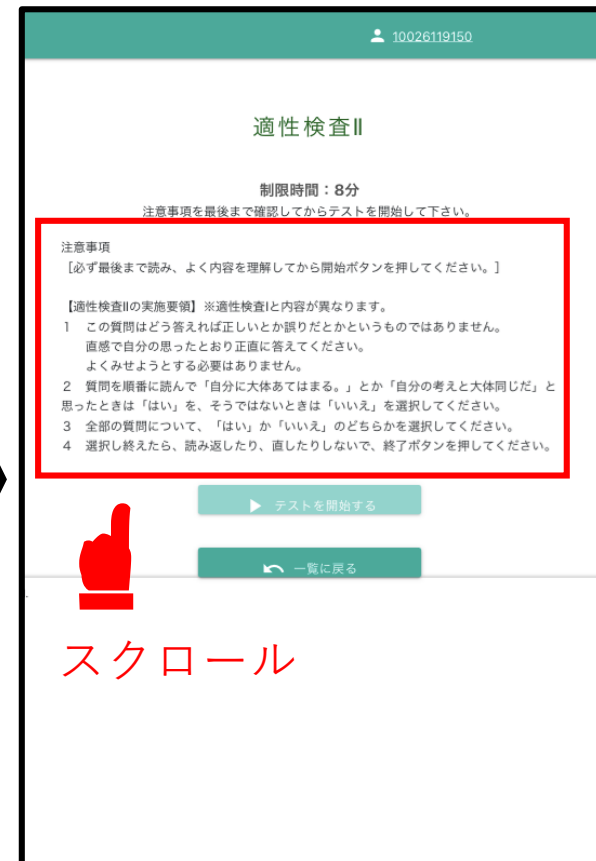 10026119150
適性検査Ⅱ
制限時間：8分
注意事項を最後まで確認してからテストを開始して下さい。
注意事項
［必ず最後まで読み、よく内容を理解してから開始ボタンを押してください。］
【適性検査Ⅱの実施要領】※適性検査Ⅰと内容が異なります。
1　この質問はどう答えれば正しいとか誤りだとかというものではありません。
直感で自分の思ったとおり正直に答えてください。
よくみせようとする必要はありません。
2　質問を順番に読んで「自分に大体あてはまる。」とか「自分の考えと大体同じだ」と
思ったときは「はい」を、そうではないときは「いいえ」を選択してください。
3　全部の質問について、「はい」か「いいえ」のどちらかを選択してください。
4　選択し終えたら、読み返したり、直したりしないで、終了ボタンを押してください。
テストを開始する
一覧に戻る
スクロール